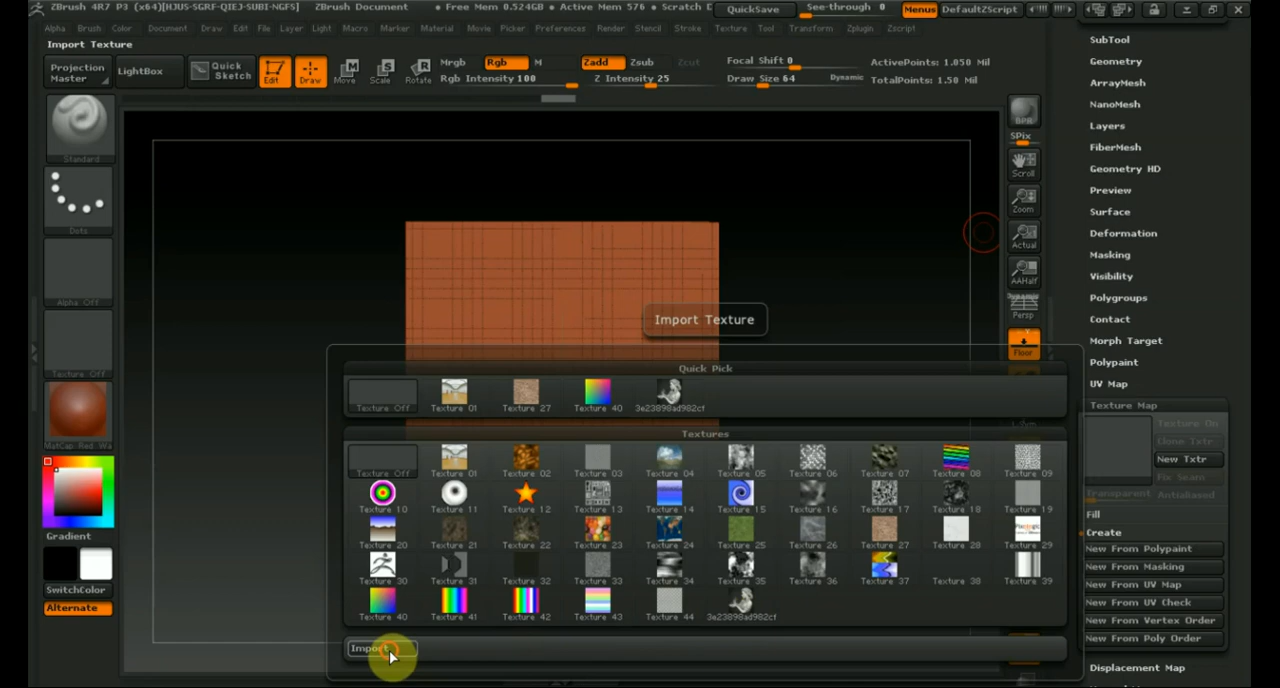 ZBrush 4R7 P3 (x64)[HJUS-SGRF-QIEJ-SUBI-NGFS] ZBrush Document • Free Mem 0.524GB • Active Mem 576 • Scratch D QuickSave See-through 0 Menus DefaultZScript
Alpha Brush Color Document Draw Edit File Layer Light Macro Marker Material Movie Picker Preferences Render Stencil Stroke Texture Tool Transform Zplugin Zscript
Import Texture
Projection Master
LightBox
Quick Sketch
Edit
Draw
Move
Scale
Rotate
Mrgb Rgb M
Rgb Intensity 100
Zadd Zsub Zcut
Z Intensity 25
Focal Shift 0
Draw Size 64 Dynamic
ActivePoints: 1.050 Mil
TotalPoints: 1.50 Mil
Standard
Dots
Alpha Off
Texture Off
MatCap Red Wa
Gradient
SwitchColor
Alternate
Import Texture
Quick Pick
Texture Off Texture 01 Texture 27 Texture 40 3e23898ad982cf
Textures
Texture Off Texture 01 Texture 02 Texture 03 Texture 04 Texture 05 Texture 06 Texture 07 Texture 08 Texture 09
Texture 10 Texture 11 Texture 12 Texture 13 Texture 14 Texture 15 Texture 16 Texture 17 Texture 18 Texture 19
Texture 20 Texture 21 Texture 22 Texture 23 Texture 24 Texture 25 Texture 26 Texture 27 Texture 28 Texture 29
Texture 30 Texture 31 Texture 32 Texture 33 Texture 34 Texture 35 Texture 36 Texture 37 Texture 38 Texture 39
Texture 40 Texture 41 Texture 42 Texture 43 Texture 44 3e23898ad982cf
Import
BPR
SPix
Scroll
Zoom
Actual
AAHalf
Dynamic
Persp
Floor
SubTool
Geometry
ArrayMesh
NanoMesh
Layers
FiberMesh
Geometry HD
Preview
Surface
Deformation
Masking
Visibility
Polygroups
Contact
Morph Target
Polypaint
UV Map
Texture Map
Texture On
Clone Txtr
New Txtr
Fix Seam
Transparent Antialiased
Fill
Create
New From Polypaint
New From Masking
New From UV Map
New From UV Check
New From Vertex Order
New From Poly Order
Displacement Map